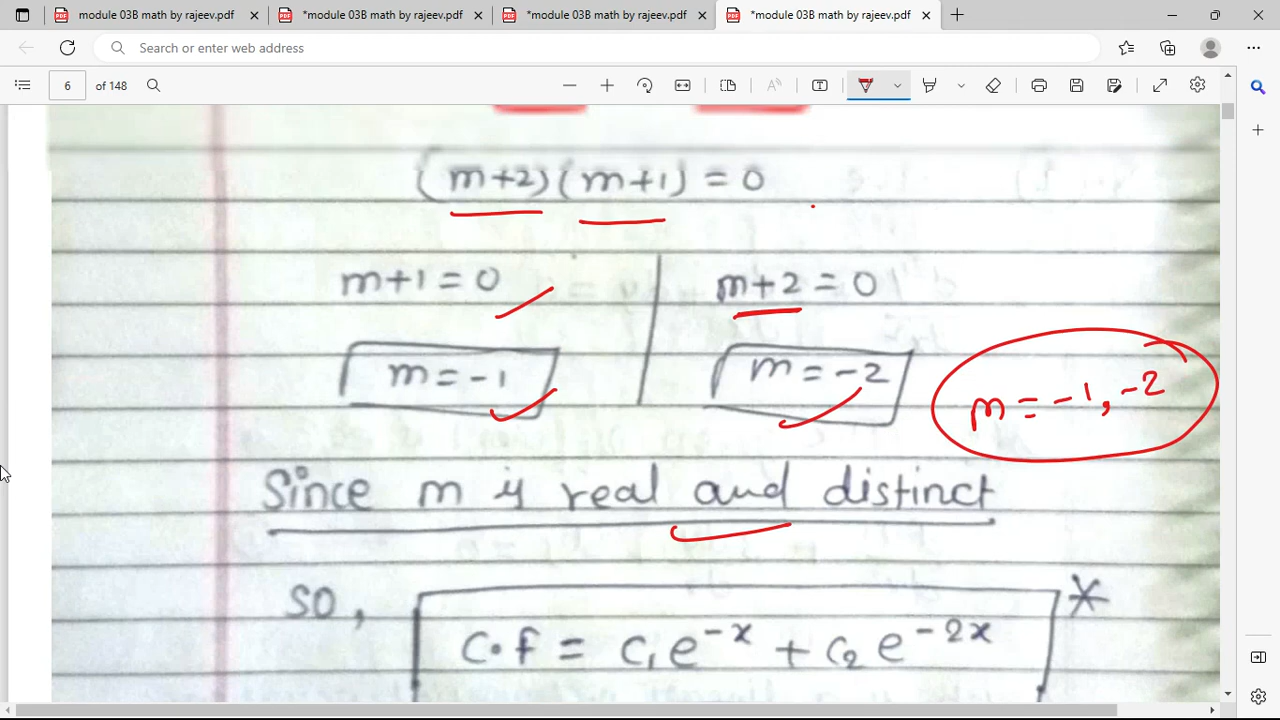 module 03B math by rajeev.pdf
*module 03B math by rajeev.pdf
*module 03B math by rajeev.pdf
*module 03B math by rajeev.pdf
Search or enter web address
6 of 148
(m+2)(m+1) = 0
m+1 = 0
m+2 = 0
m = -1
m = -2
m = -1, -2
Since m is real and distinct
SO,
C.f = C₁e⁻ˣ + C₂e⁻²ˣ
*